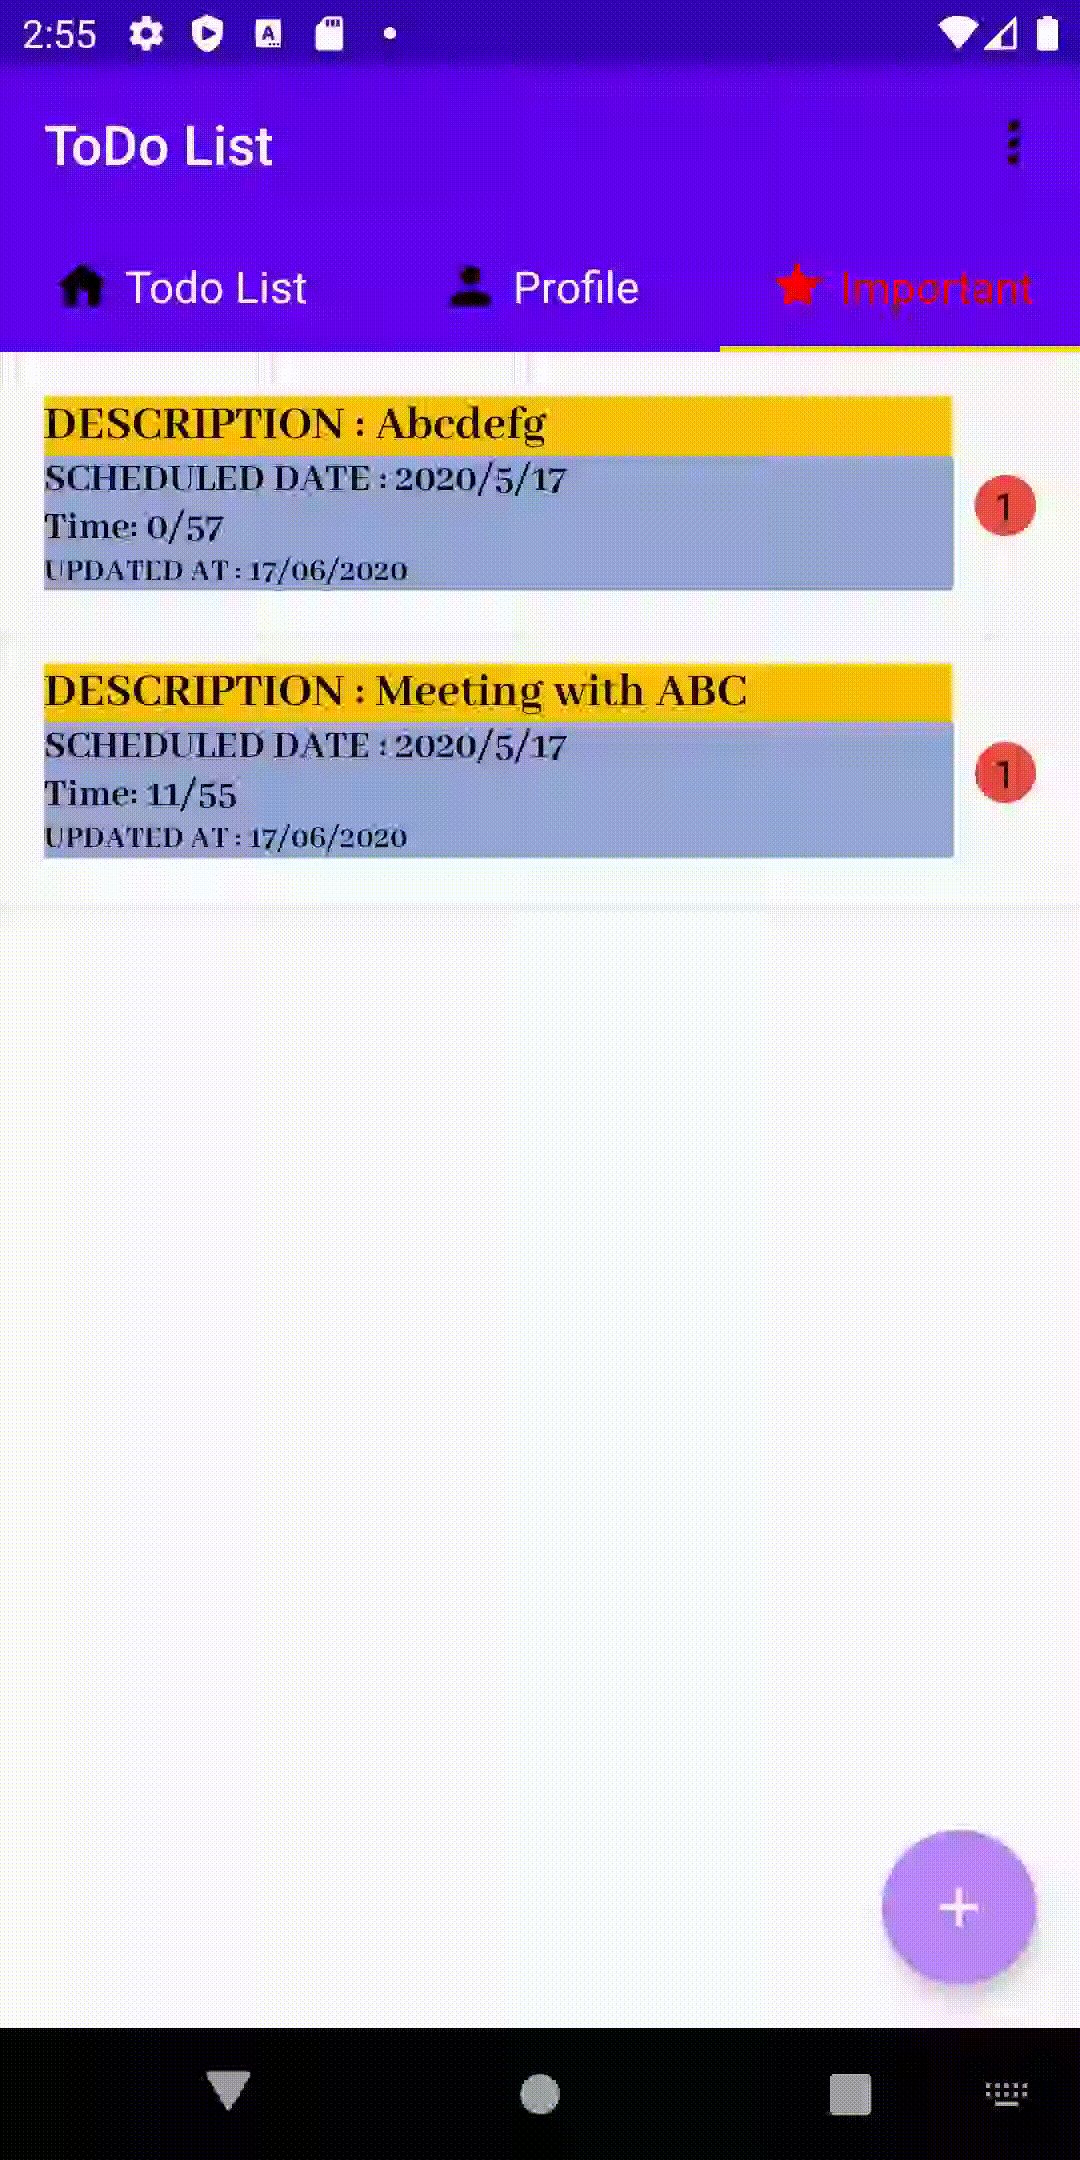 2:55
ToDo List
Todo List
Profile
Important
DESCRIPTION : Abcdefg
SCHEDULED DATE : 2020/5/17
Time: 0/57
UPDATED AT : 17/06/2020
1
DESCRIPTION : Meeting with ABC
SCHEDULED DATE : 2020/5/17
Time: 11/55
UPDATED AT : 17/06/2020
1